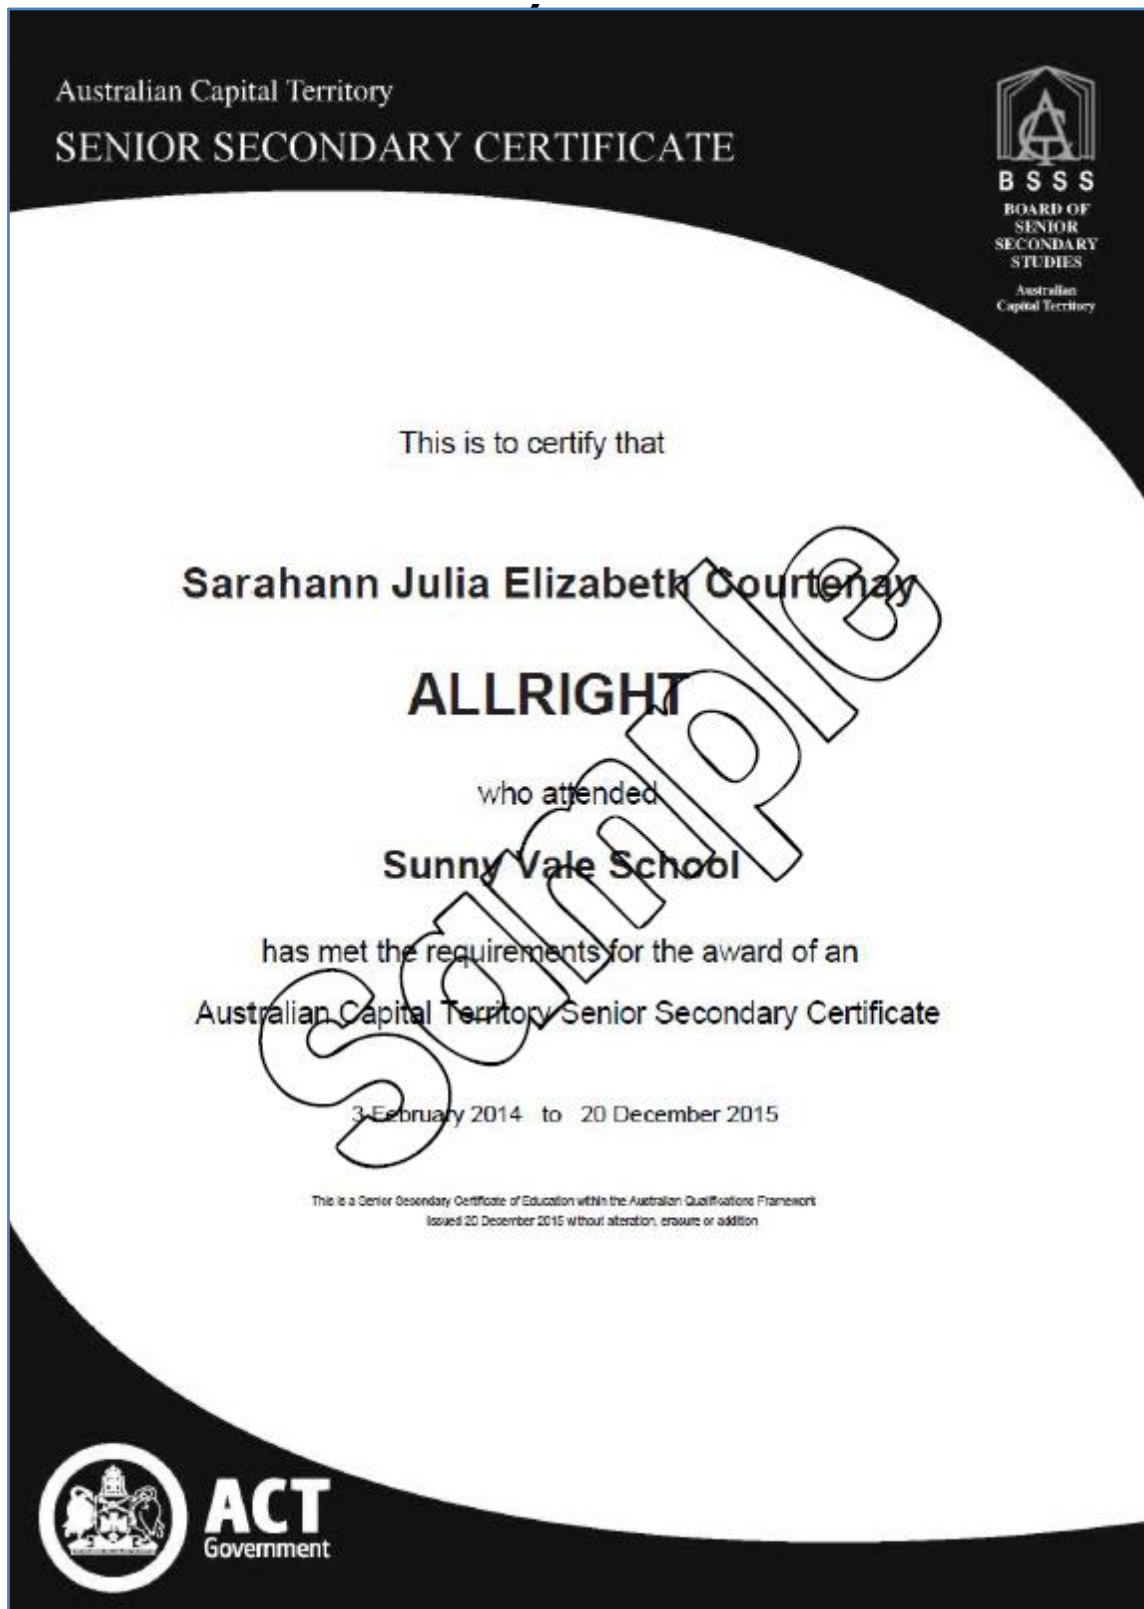 Australian Capital Territory
SENIOR SECONDARY CERTIFICATE
BSSS
BOARD OF
SENIOR
SECONDARY
STUDIES
Australian
Capital Territory
This is to certify that
Sarahann Julia Elizabeth Courtenay
ALLRIGHT
who attended
Sunny Vale School
has met the requirements for the award of an
Australian Capital Territory Senior Secondary Certificate
3 February 2014 to 20 December 2015
This is a Senior Secondary Certificate of Education within the Australian Qualifications Framework
Issued 20 December 2015 without alteration, erasure or addition
Sample
ACT
Government